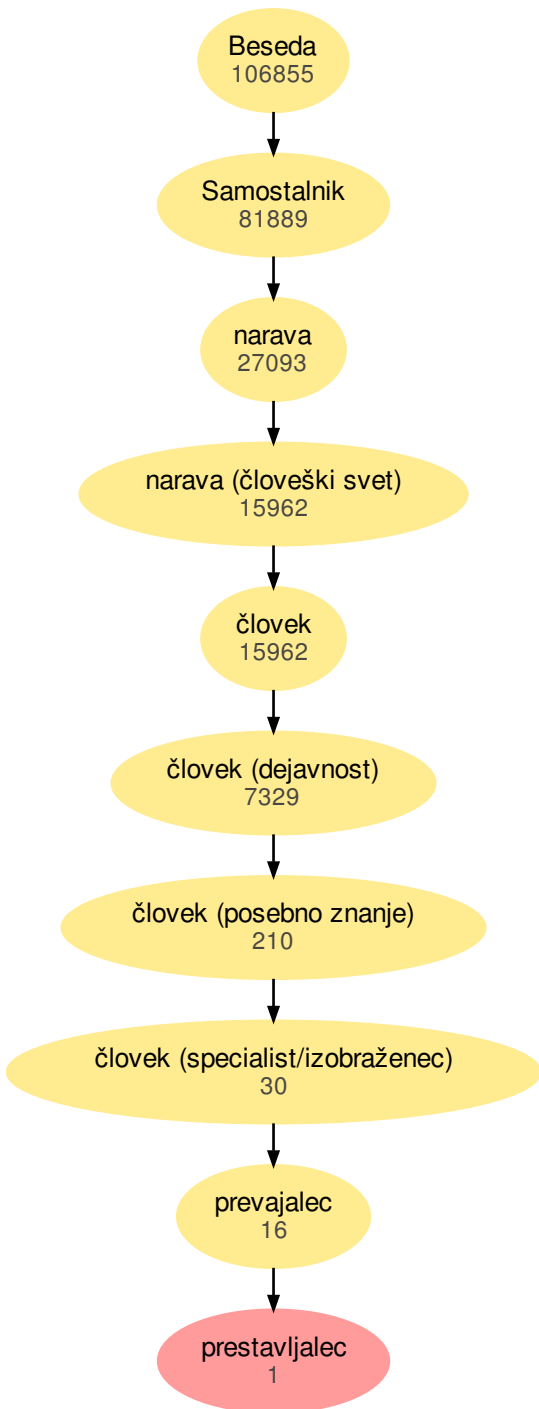 Beseda
106855
Samostalnik
81889
narava
27093
narava (človeški svet)
15962
človek
15962
človek (dejavnost)
7329
človek (posebno znanje)
210
človek (specialist/izobraženec)
30
prevajalec
16
prestavljalec
1